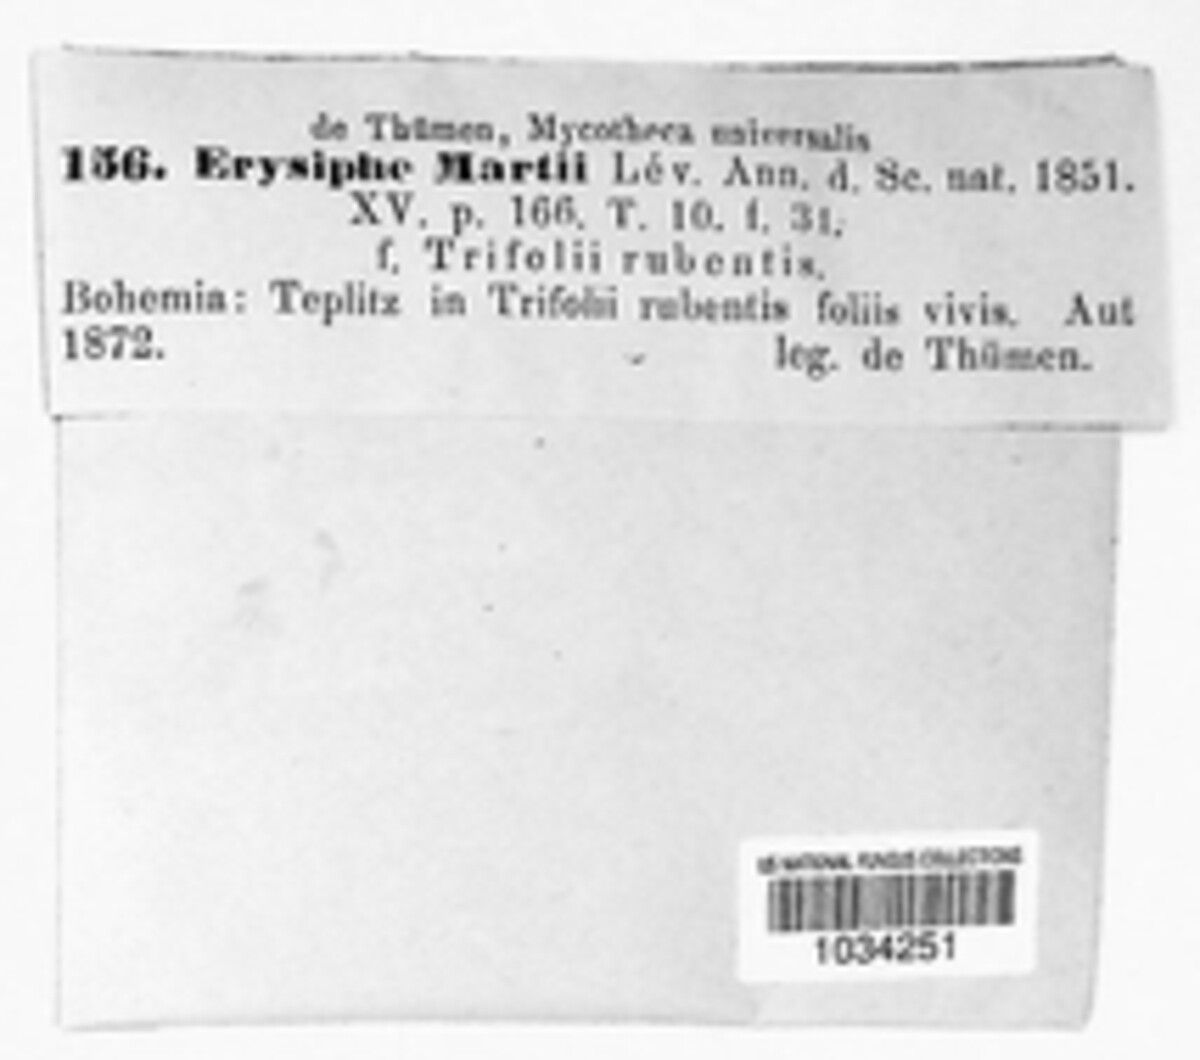 de Thümen, Mycotheca universalis
156. Erysiphe Martii Lév. Ann. d. Sc. nat. 1851.
XV. p. 166. T. 10. f. 31.
f. Trifolii rubentis.
Bohemia: Teplitz in Trifolii rubentis foliis vivis. Aut
1872. leg. de Thümen.
US NATIONAL FUNGUS COLLECTIONS
1034251